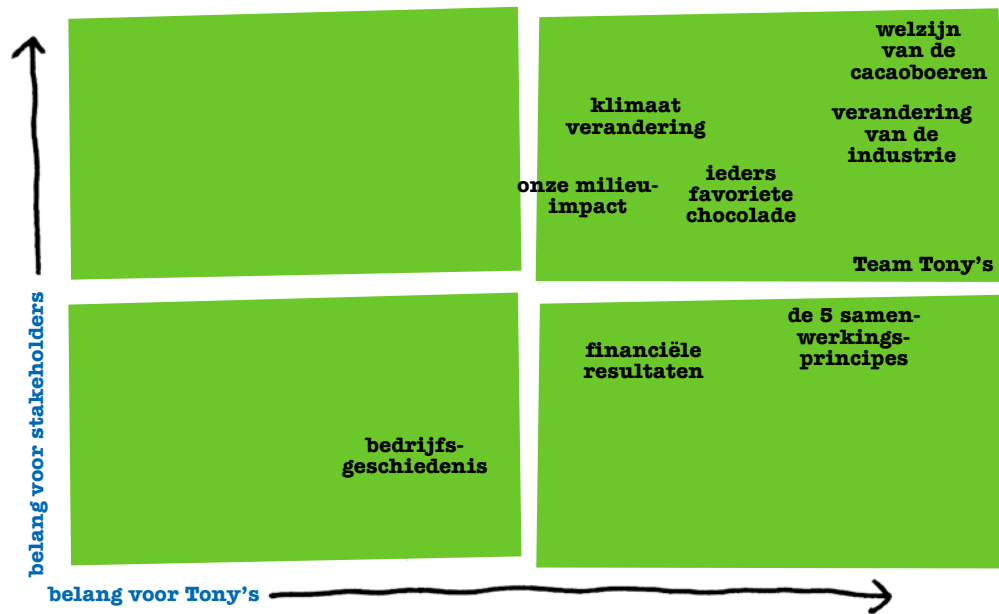 welzijn
van de
cacaoboeren
klimaat
verandering
verandering
van de
industrie
onze milieu-
impact
ieders
favoriete
chocolade
Team Tony's
de 5 samen-
werkings-
principes
financiële
resultaten
bedrijfs-
geschiedenis
belang voor stakeholders
belang voor Tony's